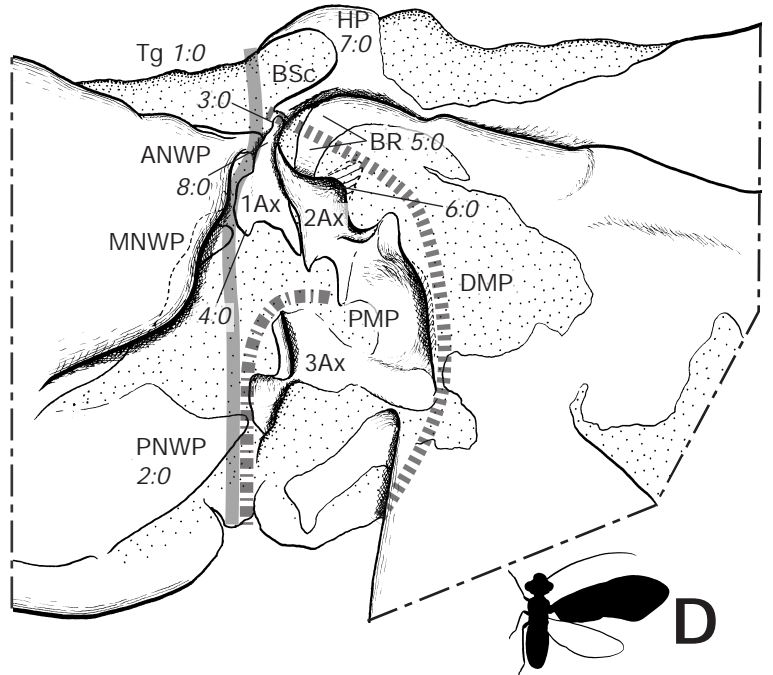 HP
7:0
Tg 1:0
BSc
3:0
BR 5:0
ANWP
8:0
1Ax
2Ax
6:0
MNWP
DMP
4:0
PMP
3Ax
PNWP
2:0
D